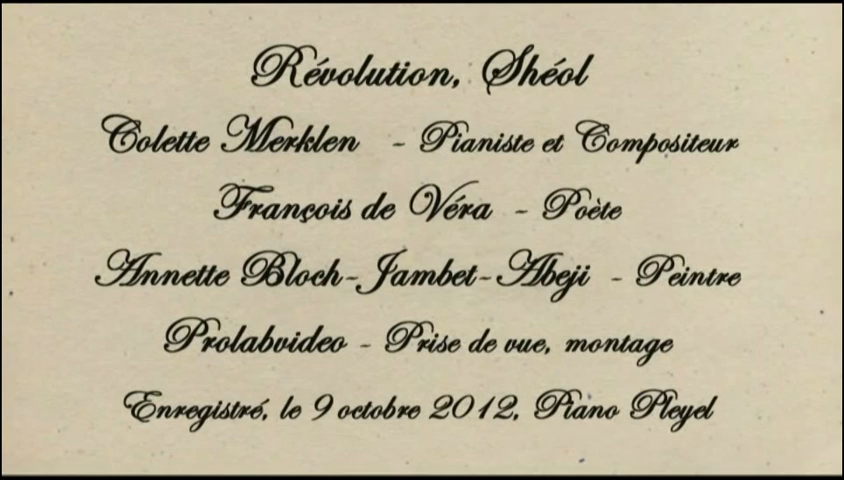 Révolution, Shéol
Colette Merklen - Pianiste et Compositeur
François de Véra - Poète
Annette Bloch-Jambet-Abeji - Peintre
Prolabvideo - Prise de vue, montage
Enregistré, le 9 octobre 2012, Piano Pleyel